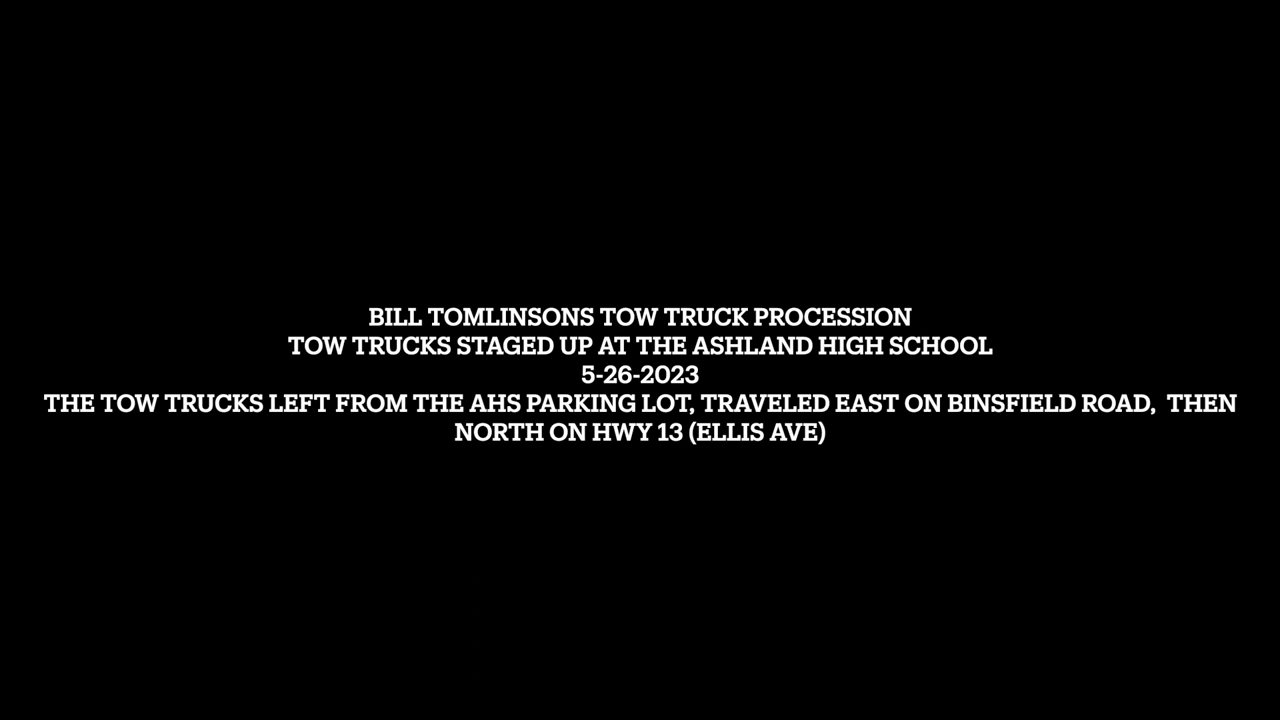 BILL TOMLINSONS TOW TRUCK PROCESSION
TOW TRUCKS STAGED UP AT THE ASHLAND HIGH SCHOOL
5-26-2023
THE TOW TRUCKS LEFT FROM THE AHS PARKING LOT, TRAVELED EAST ON BINSFIELD ROAD,  THEN
NORTH ON HWY 13 (ELLIS AVE)